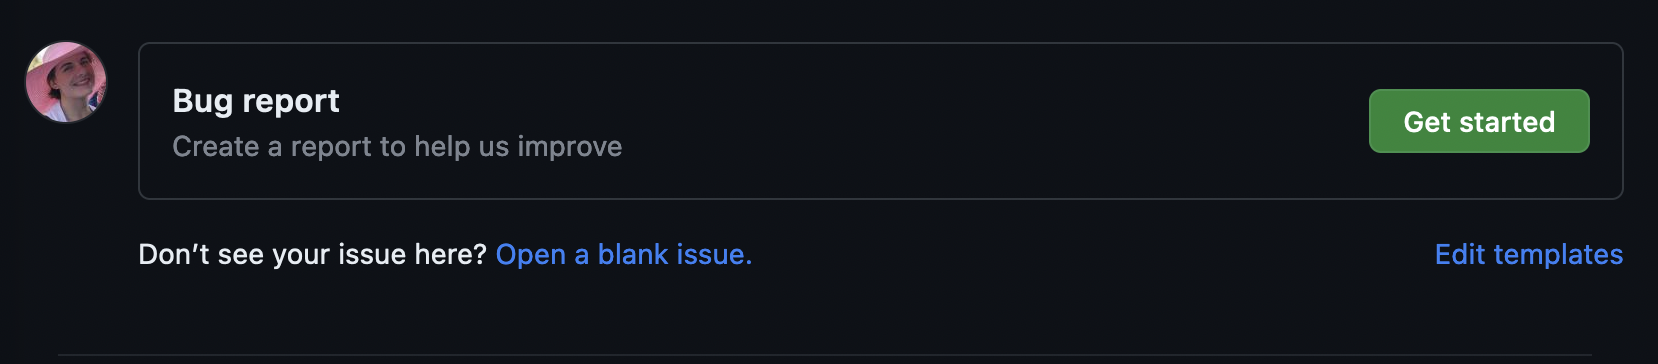 Bug report
Create a report to help us improve
Get started
Don’t see your issue here? Open a blank issue.
Edit templates